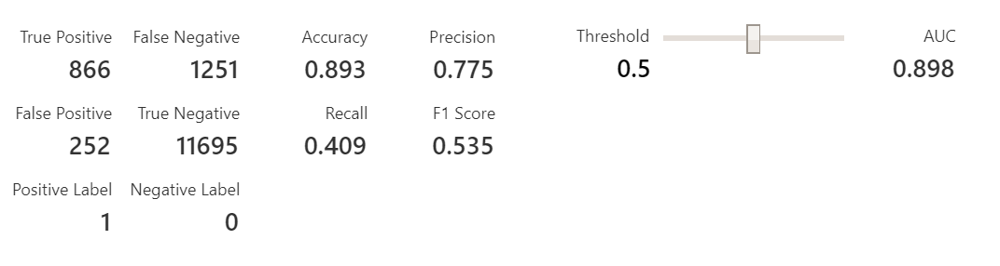 True Positive False Negative Accuracy Precision Threshold AUC
866 1251 0.893 0.775 0.5 0.898
False Positive True Negative Recall F1 Score
252 11695 0.409 0.535
Positive Label Negative Label
1 0